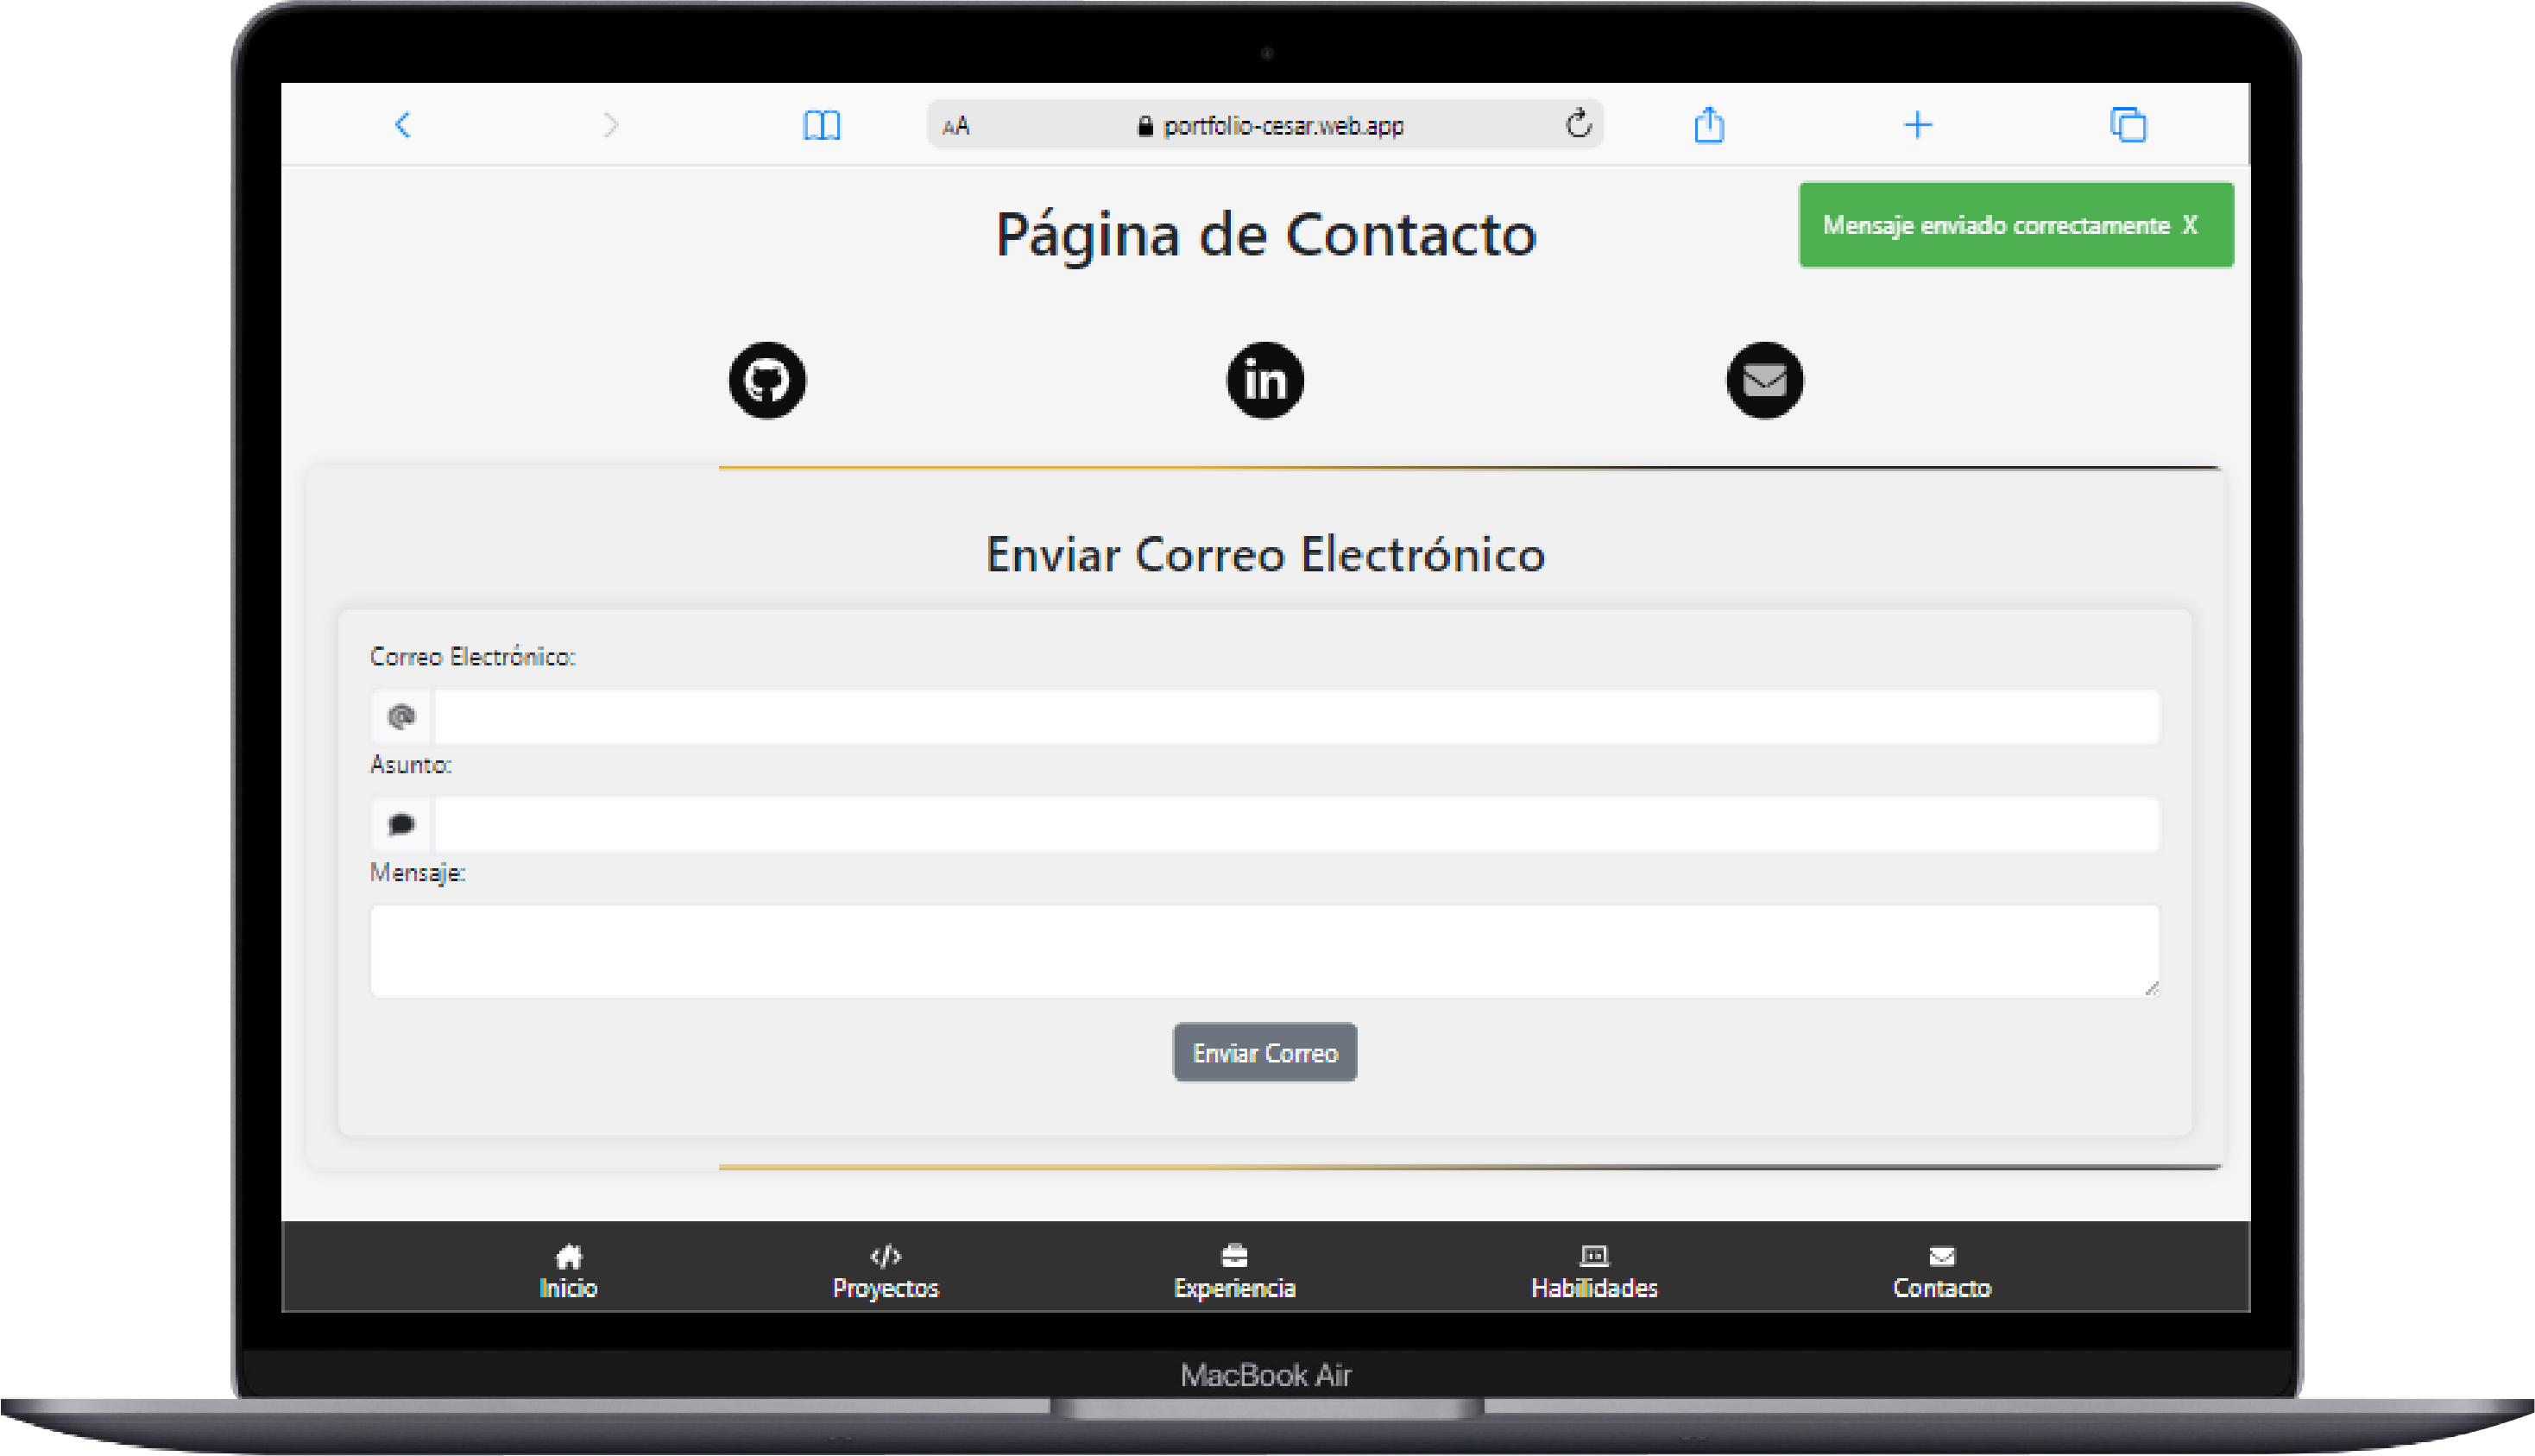 AA portfolio-cesar.web.app
Página de Contacto
Mensaje enviado correctamente X
in
Enviar Correo Electrónico
Correo Electrónico:
@
Asunto:
Mensaje:
Enviar Correo
Inicio Proyectos Experiencia Habilidades Contacto
MacBook Air